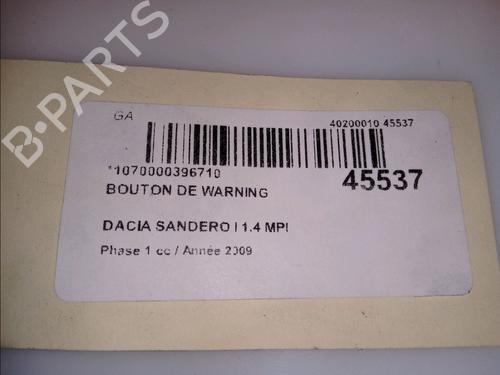 B-PARTS
GA
40200010 45537
*1070000396710
45537
BOUTON DE WARNING
DACIA SANDERO I 1.4 MPI
Phase 1 cc / Année 2009